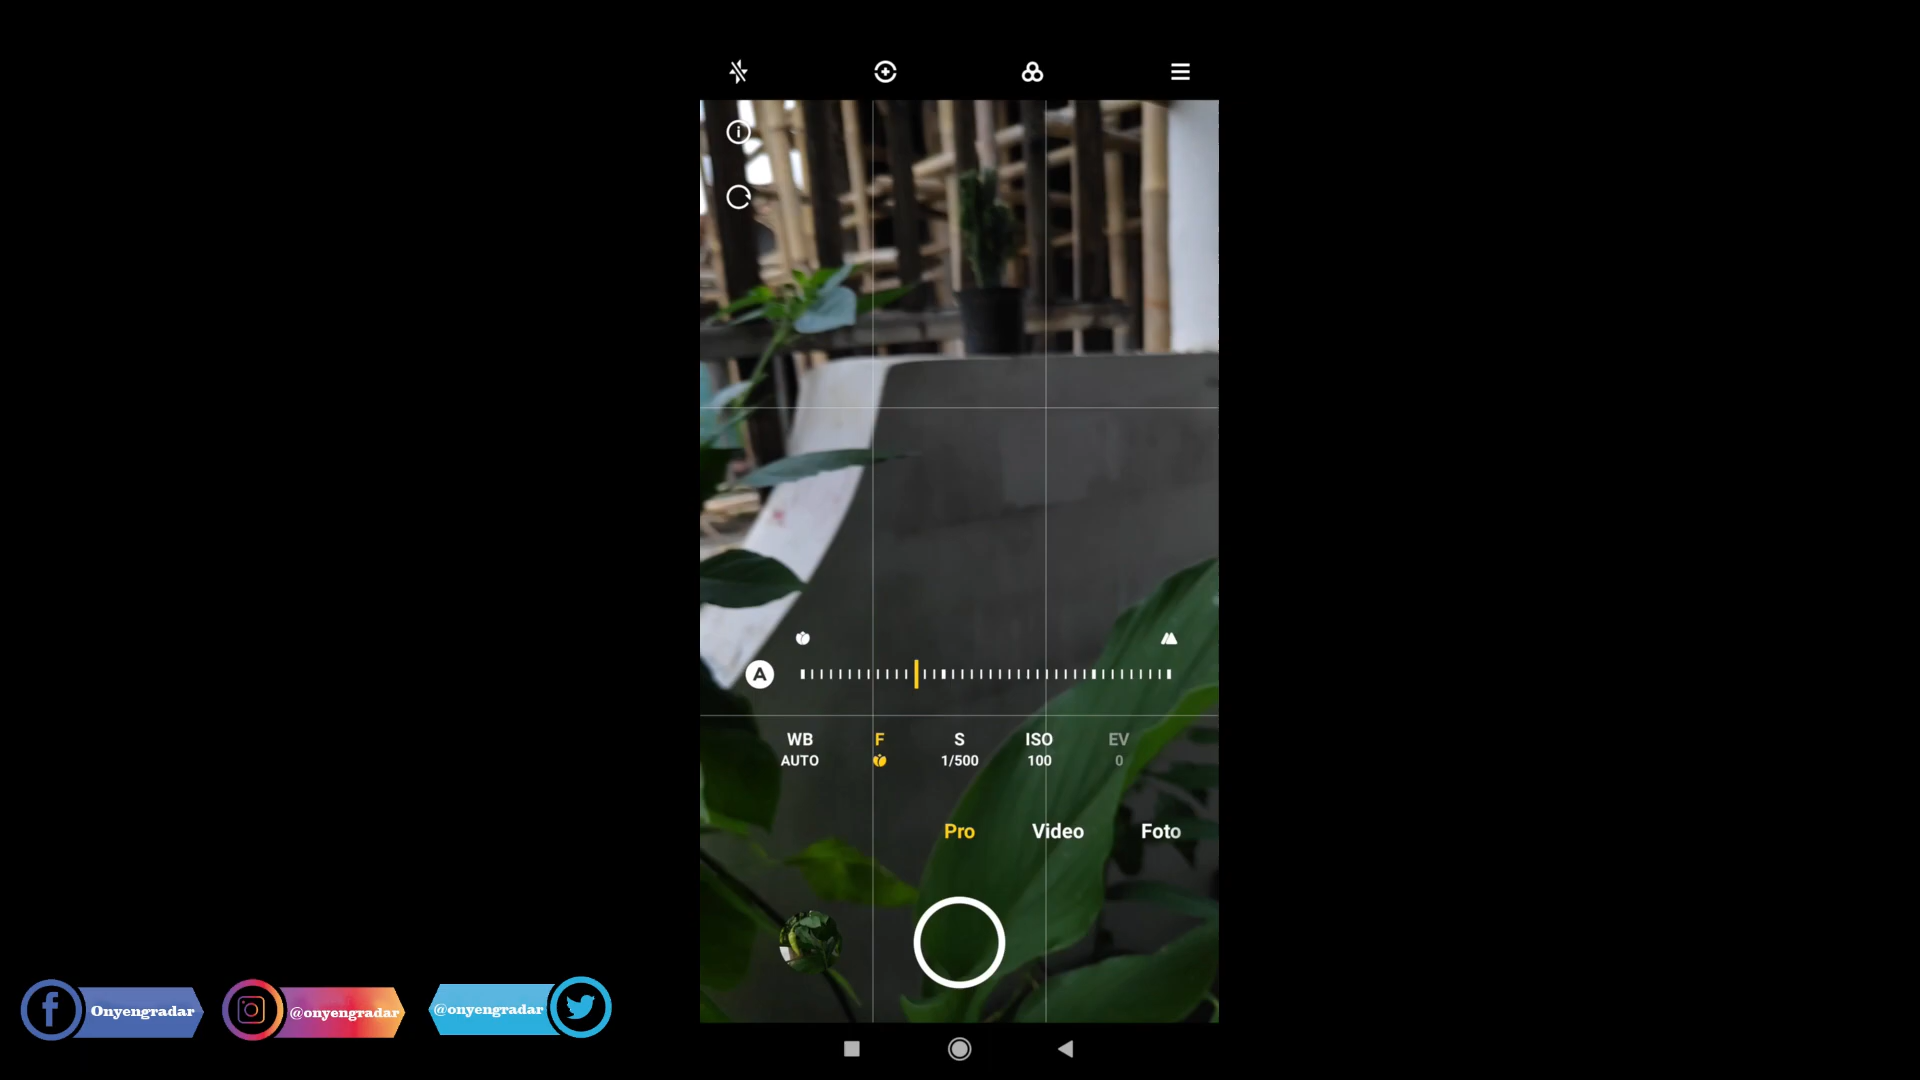 A
WB F S ISO EV
AUTO 1/500 100 0
Pro Video Foto
Onyengradar
@onyengradar
@onyengradar